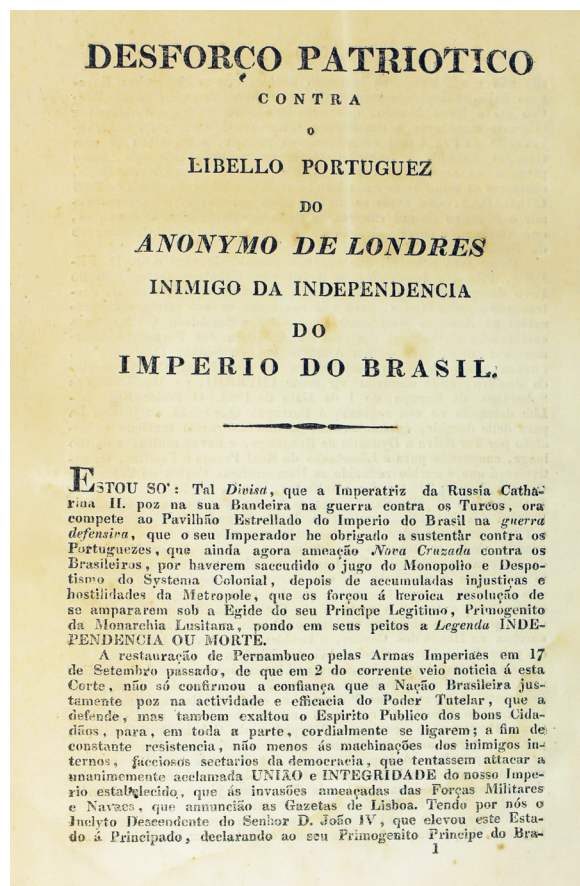 DESFORÇO PATRIOTICO
CONTRA
O
LIBELLO PORTUGUEZ
DO
ANONYMO DE LONDRES
INIMIGO DA INDEPENDENCIA
DO
IMPERIO DO BRASIL.
ESTOU SO': Tal Divisa, que a Imperatriz da Russia Catha-
rina II. poz na sua Bandeira na guerra contra os Turcos, ora
compete ao Pavilhão Estrellado do Imperio do Brasil na guerra
defensiva, que o seu Imperador he obrigado a sustentar contra os
Portuguezes, que ainda agora ameação Nova Cruzada contra os
Brasileiros, por haverem saccudido o jugo do Monopolio e Despo-
tismo do Systema Colonial, depois de accumuladas injustiças e
hostilidades da Metropole, que os forçou á heroica resolução de
se ampararem sob a Egide do seu Principe Legitimo, Primogenito
da Monarchia Lusitana, pondo em seus peitos a Legenda INDE-
PENDENCIA OU MORTE.
A restauração de Pernambuco pelas Armas Imperiaes em 17
de Setembro passado, de que em 2 do corrente veio noticia á esta
Corte, não só confirmou a confiança que a Nação Brasileira jus-
tamente poz na actividade e efficacia do Poder Tutelar, que a
defende, mas tambem exaltou o Espirito Publico dos bons Cida-
dãos, para, em toda a parte, cordialmente se ligarem; a fim de
constante resistencia, não menos ás machinações dos inimigos in-
ternos, facciosos sectarios da democracia, que tentassem attacar a
unanimemente acclamada UNIÃO e INTEGRIDADE do nosso Impe-
rio estabelecido, que ás invasões ameaçadas das Forças Militares
e Navaes, que annuncião as Gazetas de Lisboa. Tendo por nós o
Inclyto Descendente do Senhor D. João IV, que elevou este Esta-
do á Principado, declarando ao seu Primogenito Principe do Bra-
1